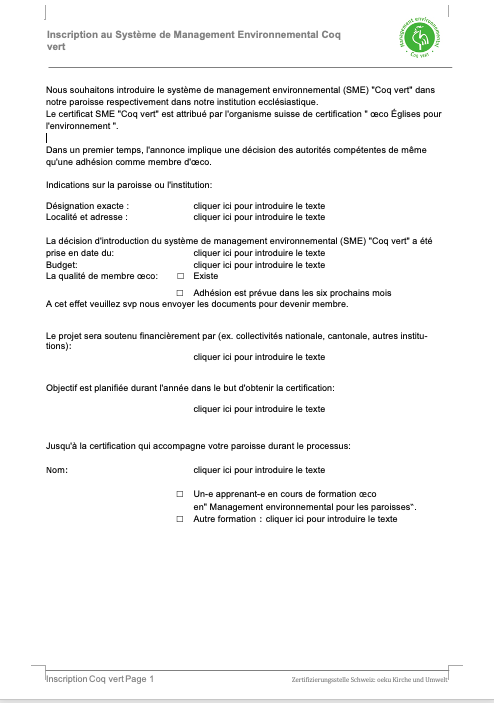 Inscription au Système de Management Environnemental Coq
vert
Management environnemental
Coq vert
Nous souhaitons introduire le système de management environnemental (SME) "Coq vert" dans
notre paroisse respectivement dans notre institution ecclésiastique.
Le certificat SME "Coq vert" est attribué par l'organisme suisse de certification " œco Églises pour
l'environnement ".
Dans un premier temps, l'annonce implique une décision des autorités compétentes de même
qu'une adhésion comme membre d'œco.
Indications sur la paroisse ou l'institution:
Désignation exacte : cliquer ici pour introduire le texte
Localité et adresse : cliquer ici pour introduire le texte
La décision d'introduction du système de management environnemental (SME) "Coq vert" a été
prise en date du: cliquer ici pour introduire le texte
Budget: cliquer ici pour introduire le texte
La qualité de membre œco: ☐ Existe
☐ Adhésion est prévue dans les six prochains mois
A cet effet veuillez svp nous envoyer les documents pour devenir membre.
Le projet sera soutenu financièrement par (ex. collectivités nationale, cantonale, autres institu-
tions):
cliquer ici pour introduire le texte
Objectif est planifiée durant l'année dans le but d'obtenir la certification:
cliquer ici pour introduire le texte
Jusqu'à la certification qui accompagne votre paroisse durant le processus:
Nom: cliquer ici pour introduire le texte
☐ Un-e apprenant-e en cours de formation œco
en" Management environnemental pour les paroisses".
☐ Autre formation : cliquer ici pour introduire le texte
Inscription Coq vert Page 1 Zertifizierungsstelle Schweiz: oeku Kirche und Umwelt